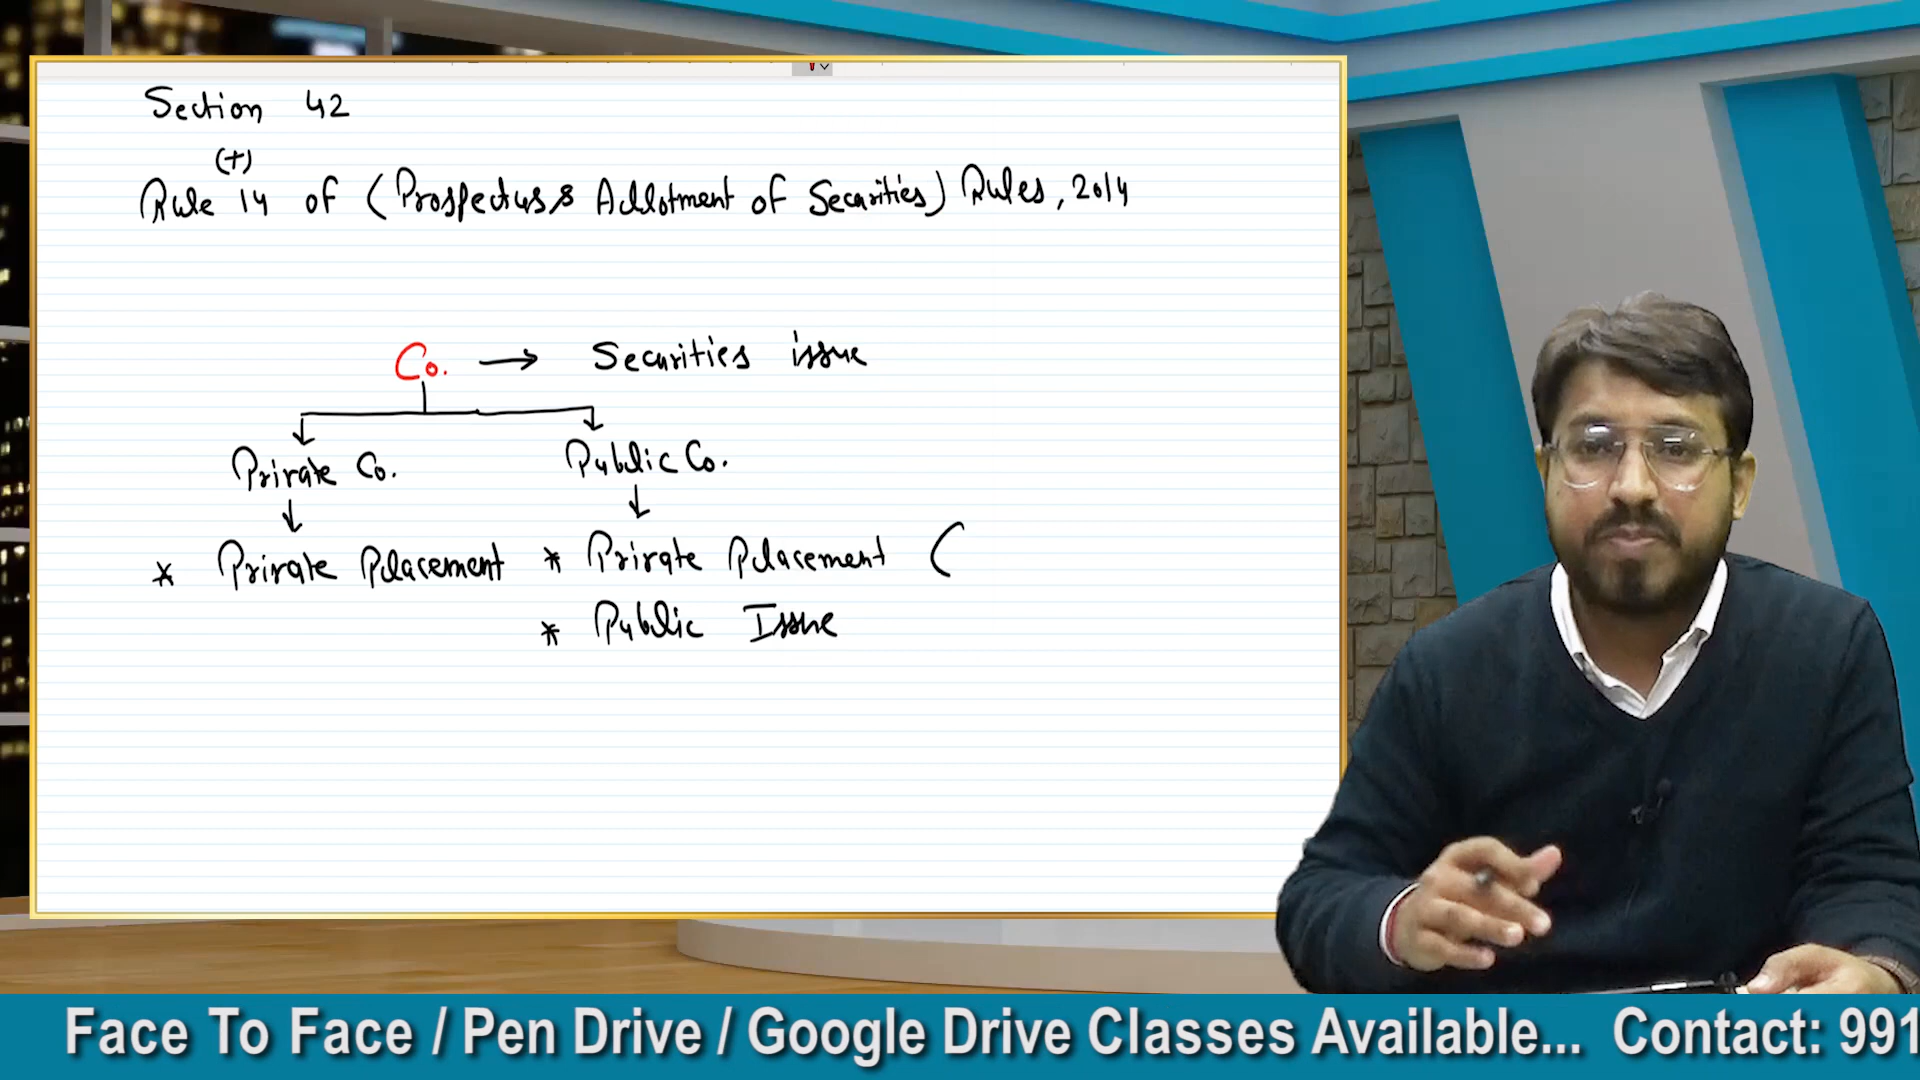 Section 42
(+)
Rule 14 of (Prospectus & Allotment of Securities) Rules, 2014
Co. → Securities issue
Private Co. Public Co.
* Private Placement * Private Placement (
* Public Issue
Face To Face / Pen Drive / Google Drive Classes Available... Contact: 991